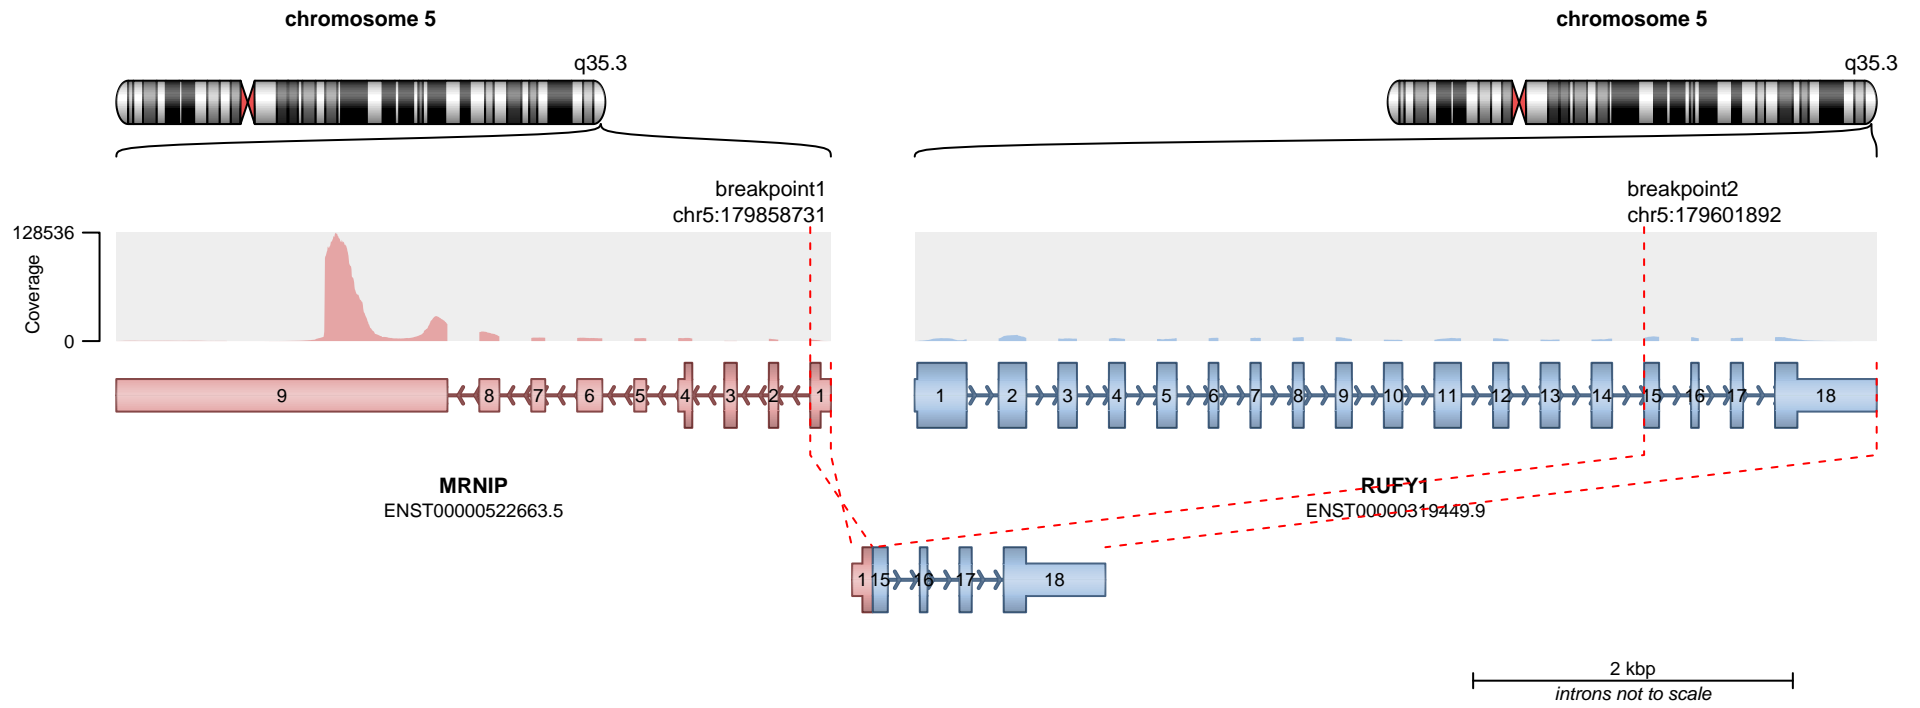 chromosome 5
chromosome 5
q35.3
q35.3
breakpoint1
chr5:179858731
breakpoint2
chr5:179601892
128536
Coverage
0
9 8 7 6 5 4 3 2 1
1 2 3 4 5 6 7 8 9 10 11 12 13 14 15 16 17 18
MRNIP
ENST00000522663.5
RUFY1
ENST00000319449.9
1 15 16 17 18
2 kbp
introns not to scale